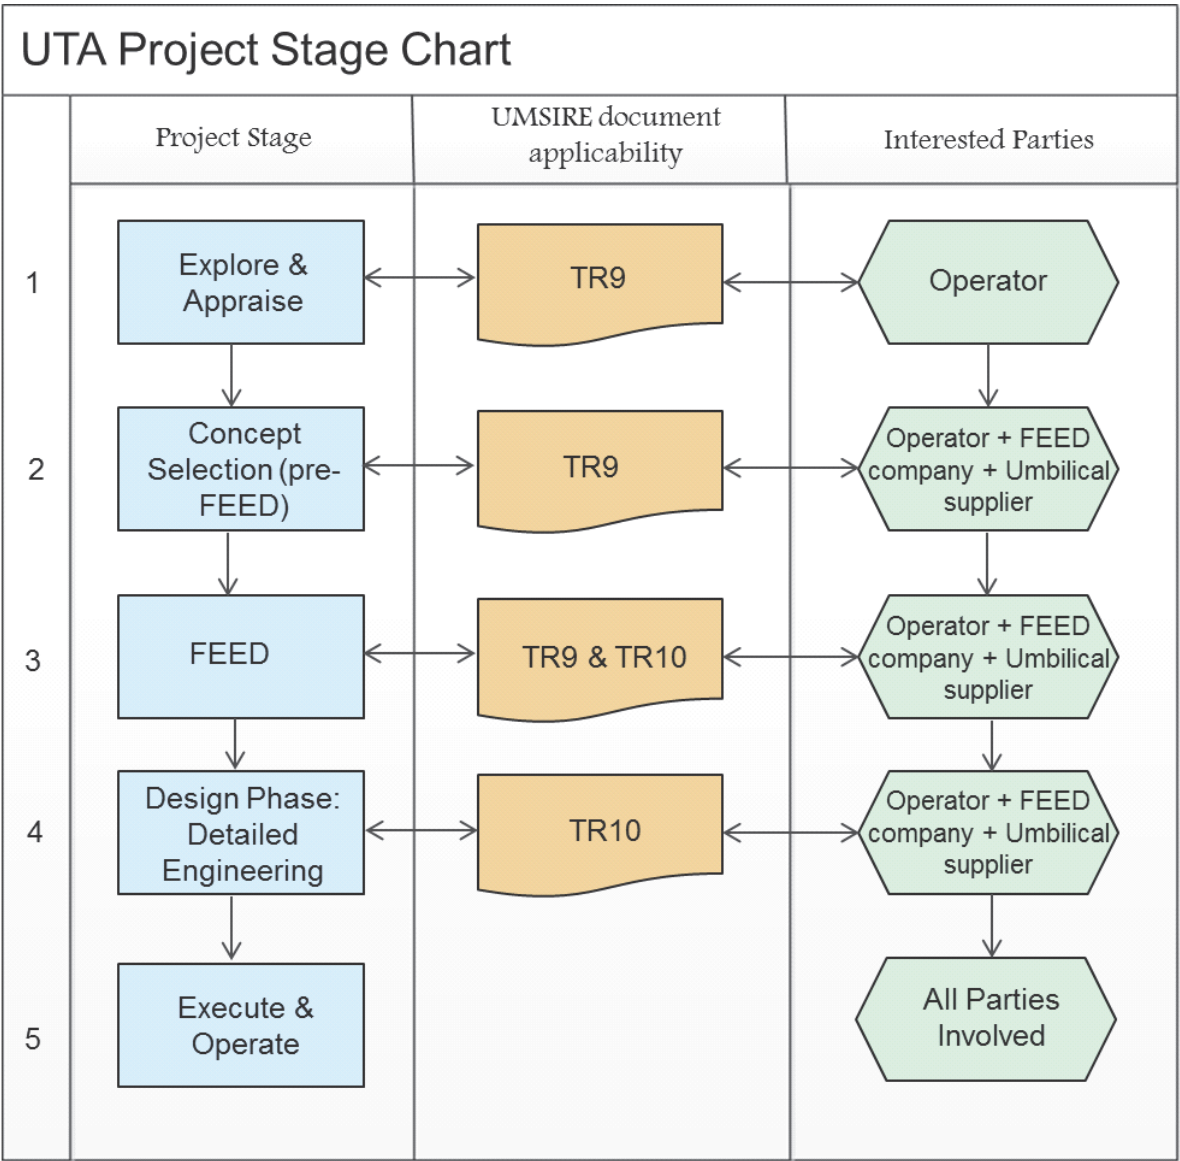 UTA Project Stage Chart
Project Stage
UMSIRE document
applicability
Interested Parties
1
Explore &
Appraise
TR9
Operator
2
Concept
Selection (pre-
FEED)
TR9
Operator + FEED
company + Umbilical
supplier
3
FEED
TR9 & TR10
Operator + FEED
company + Umbilical
supplier
4
Design Phase:
Detailed
Engineering
TR10
Operator + FEED
company + Umbilical
supplier
5
Execute &
Operate
All Parties
Involved